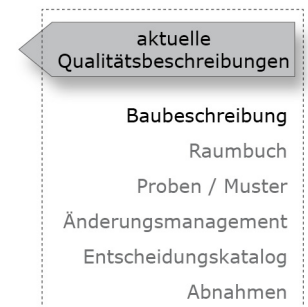 aktuelle
Qualitätsbeschreibungen
Baubeschreibung
Raumbuch
Proben / Muster
Änderungsmanagement
Entscheidungskatalog
Abnahmen